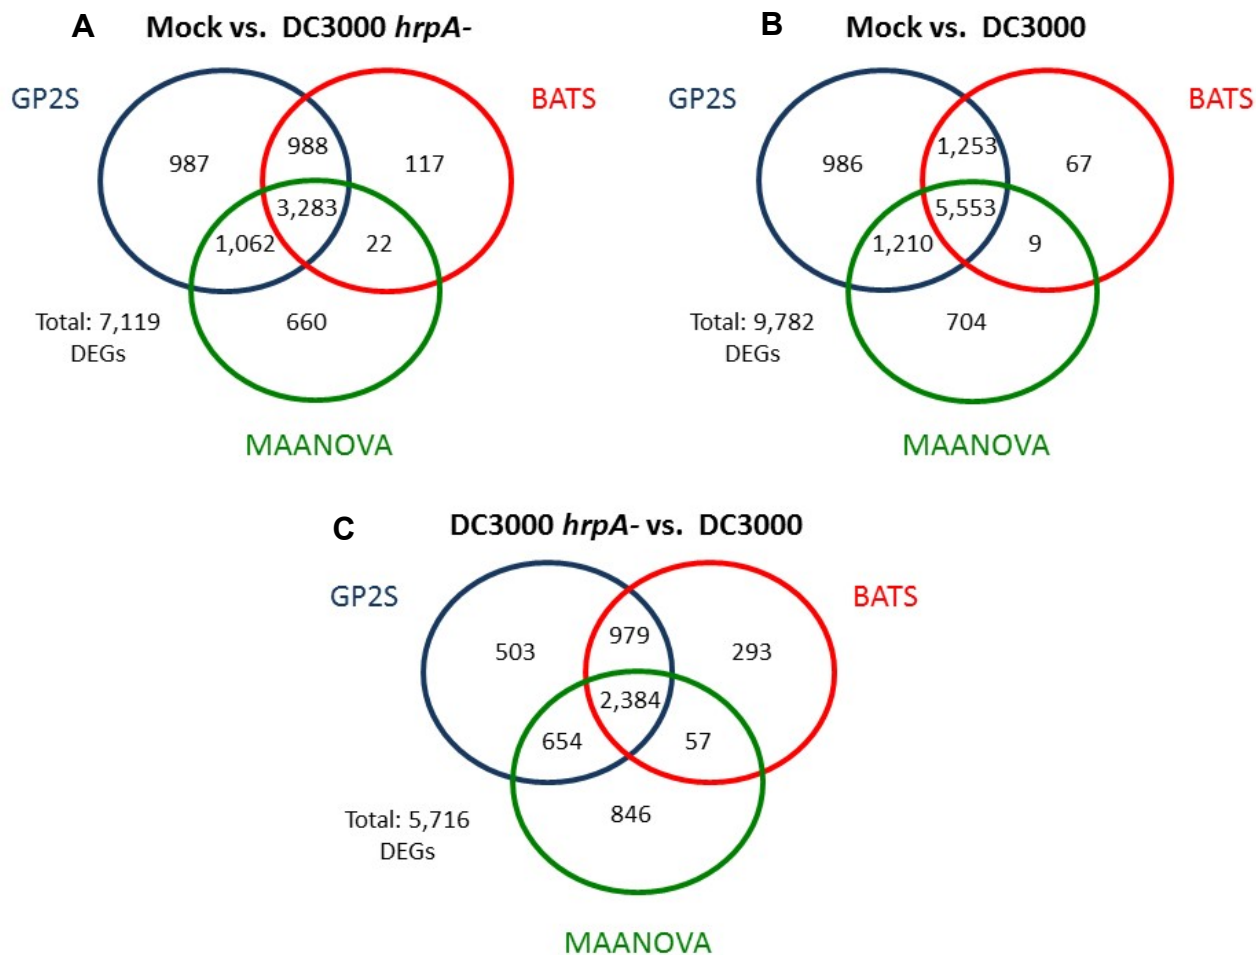 A
Mock vs. DC3000 hrpA-
GP2S
BATS
987
988
117
3,283
1,062
22
660
Total: 7,119
DEGs
MAANOVA
B
Mock vs. DC3000
GP2S
BATS
986
1,253
67
5,553
1,210
9
704
Total: 9,782
DEGs
MAANOVA
C
DC3000 hrpA- vs. DC3000
GP2S
BATS
503
979
293
2,384
654
57
846
Total: 5,716
DEGs
MAANOVA